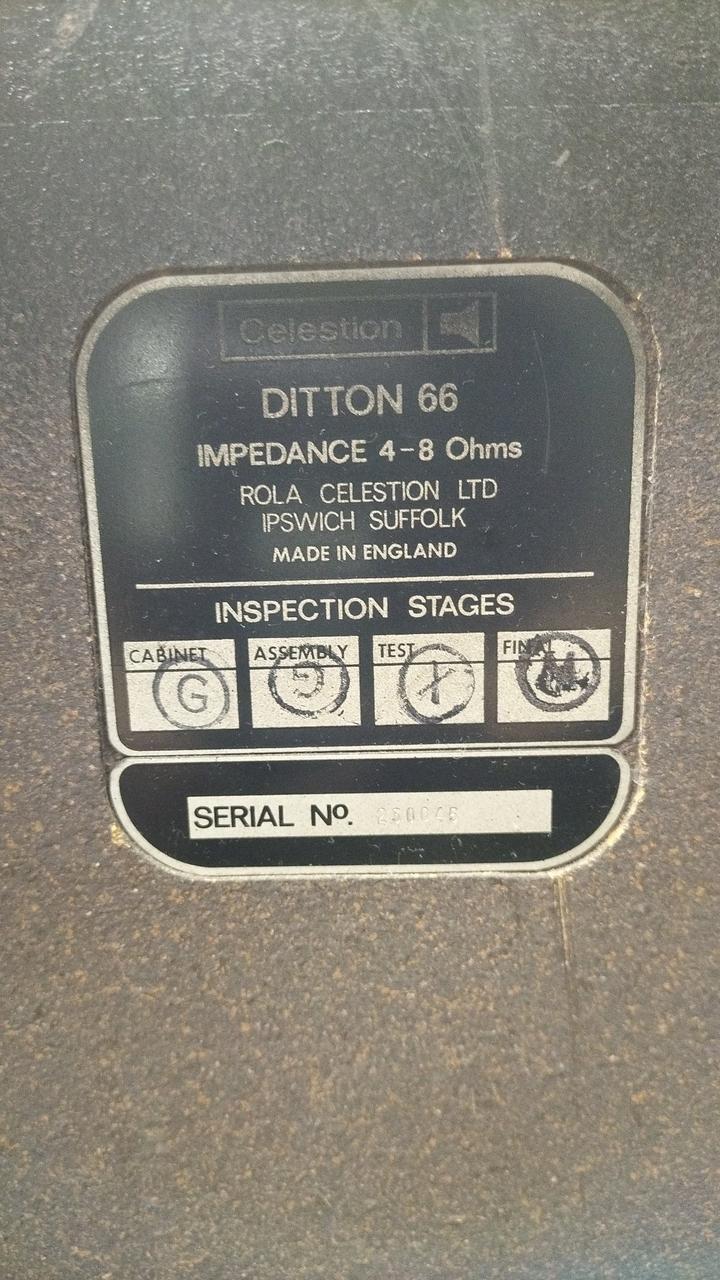 Celestion
DITTON 66
IMPEDANCE 4-8 Ohms
ROLA CELESTION LTD
IPSWICH SUFFOLK
MADE IN ENGLAND
INSPECTION STAGES
CABINET ASSEMBLY TEST FINAL
G
SERIAL Nº.